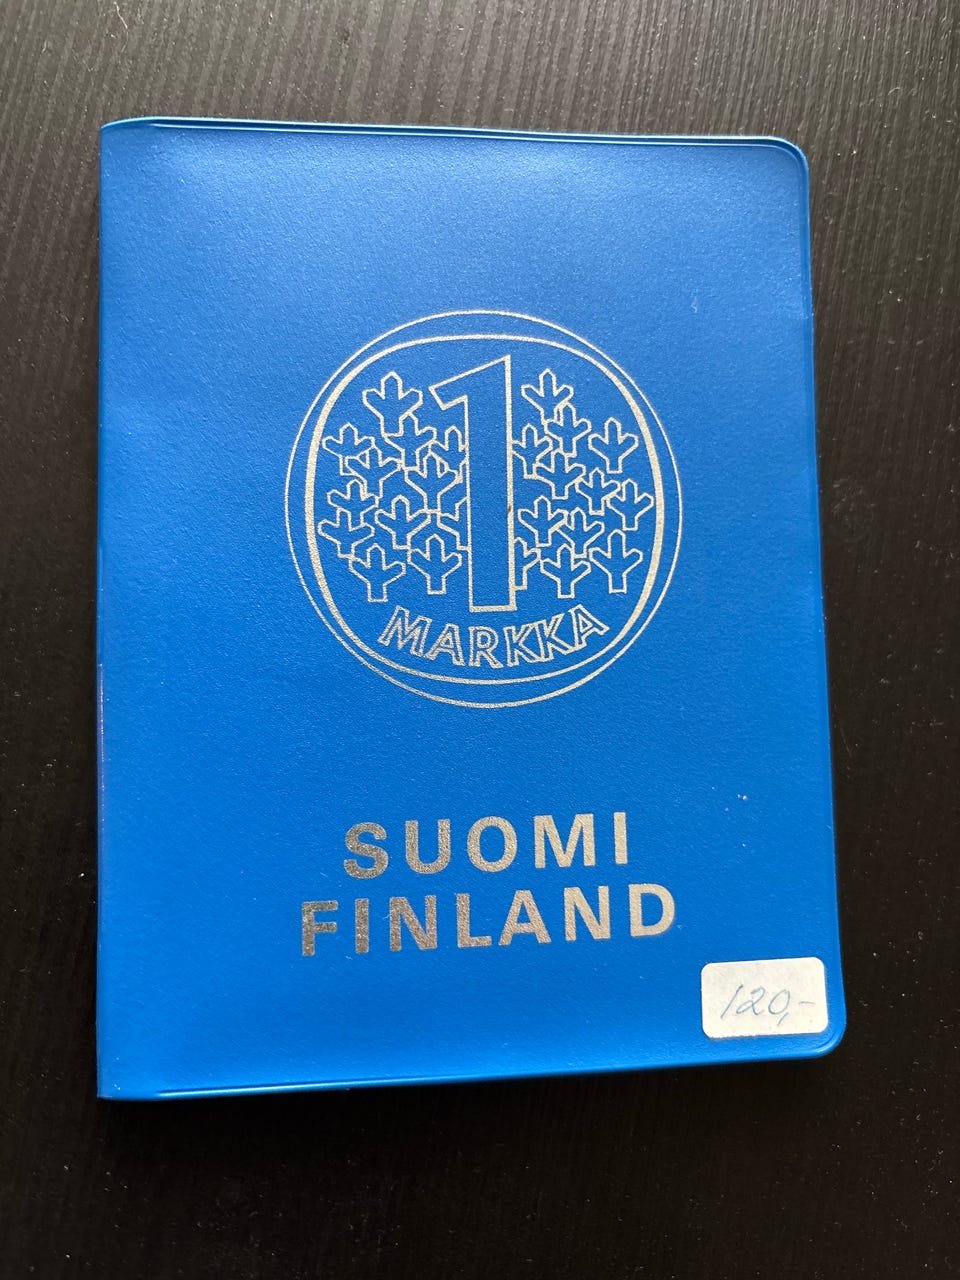 1
MARKKA
SUOMI
FINLAND
120,-